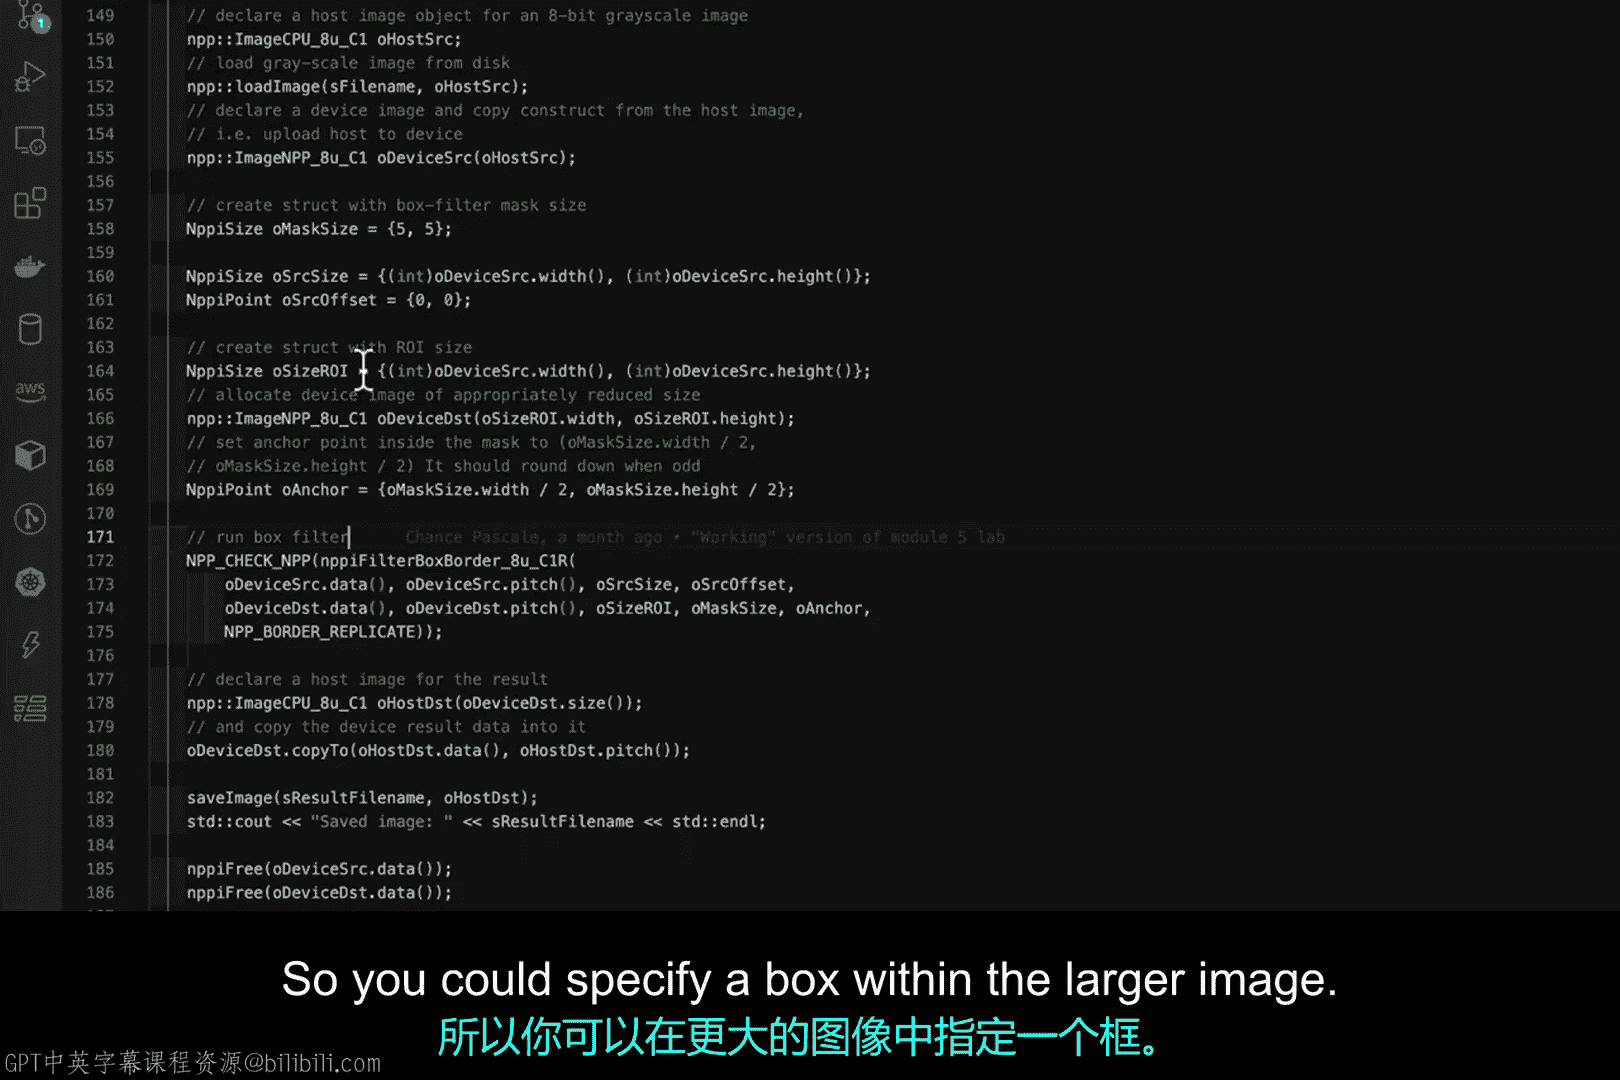 149 // declare a host image object for an 8-bit grayscale image
150 npp::ImageCPU_8u_C1 oHostSrc;
151 // load gray-scale image from disk
152 npp::loadImage(sFilename, oHostSrc);
153 // declare a device image and copy construct from the host image,
154 // i.e. upload host to device
155 npp::ImageNPP_8u_C1 oDeviceSrc(oHostSrc);
156
157 // create struct with box-filter mask size
158 NppiSize oMaskSize = {5, 5};
159
160 NppiSize oSrcSize = {(int)oDeviceSrc.width(), (int)oDeviceSrc.height()};
161 NppiPoint oSrcOffset = {0, 0};
162
163 // create struct with ROI size
164 NppiSize oSizeROI = {(int)oDeviceSrc.width(), (int)oDeviceSrc.height()};
165 // allocate device image of appropriately reduced size
166 npp::ImageNPP_8u_C1 oDeviceDst(oSizeROI.width, oSizeROI.height);
167 // set anchor point inside the mask to (oMaskSize.width / 2,
168 // oMaskSize.height / 2) It should round down when odd
169 NppiPoint oAnchor = {oMaskSize.width / 2, oMaskSize.height / 2};
170
171 // run box filter Chance Pascale, a month ago • "Working" version of module 5 lab
172 NPP_CHECK_NPP(nppiFilterBoxBorder_8u_C1R(
173 oDeviceSrc.data(), oDeviceSrc.pitch(), oSrcSize, oSrcOffset,
174 oDeviceDst.data(), oDeviceDst.pitch(), oSizeROI, oMaskSize, oAnchor,
175 NPP_BORDER_REPLICATE));
176
177 // declare a host image for the result
178 npp::ImageCPU_8u_C1 oHostDst(oDeviceDst.size());
179 // and copy the device result data into it
180 oDeviceDst.copyTo(oHostDst.data(), oHostDst.pitch());
181
182 saveImage(sResultFilename, oHostDst);
183 std::cout << "Saved image: " << sResultFilename << std::endl;
184
185 nppiFree(oDeviceSrc.data());
186 nppiFree(oDeviceDst.data());
1
aws
So you could specify a box within the larger image.
所以你可以在更大的图像中指定一个框。
GPT中英字幕课程资源@bilibili.com